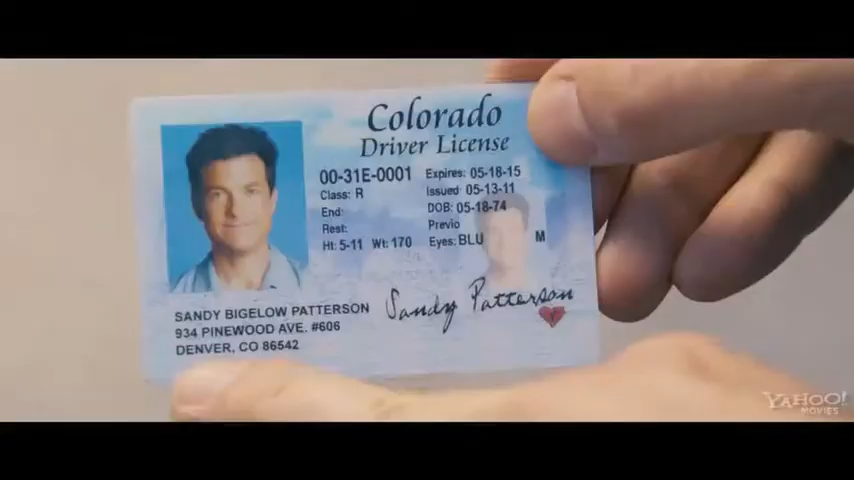 Colorado
Driver License
00-31E-0001
Class: R
End:
Rest:
Ht: 5-11 Wt: 170
Expires: 05-18-15
Issued: 05-13-11
DOB: 05-18-74
Previo
Eyes: BLU M
SANDY BIGELOW PATTERSON
934 PINEWOOD AVE. #606
DENVER, CO 86542
Sandy Patterson
Y
YAHOO!
MOVIES